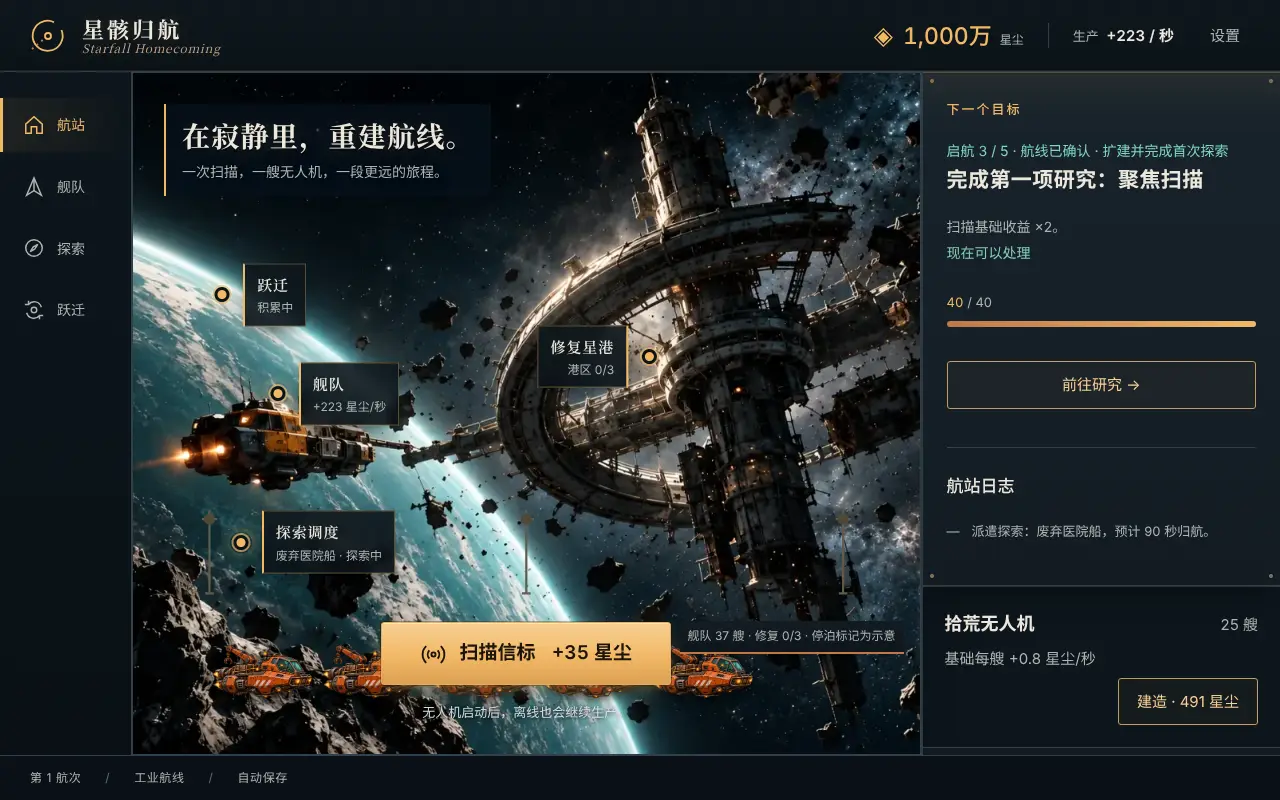 星骸归航
Starfall Homecoming
1,000万 星尘
生产 +223 / 秒
设置
航站
舰队
探索
跃迁
在寂静里，重建航线。
一次扫描，一艘无人机，一段更远的旅程。
跃迁
积累中
修复星港
港区 0/3
舰队
+223 星尘/秒
探索调度
废弃医院船 · 探索中
舰队 37 艘 · 修复 0/3 · 停泊标记为示意
扫描信标 +35 星尘
无人机启动后，离线也会继续生产
下一个目标
启航 3 / 5 · 航线已确认 · 扩建并完成首次探索
完成第一项研究：聚焦扫描
扫描基础收益 ×2。
现在可以处理
40 / 40
前往研究 →
航站日志
— 派遣探索：废弃医院船，预计 90 秒归航。
拾荒无人机 25 艘
基础每艘 +0.8 星尘/秒
建造 · 491 星尘
第 1 航次 / 工业航线 / 自动保存